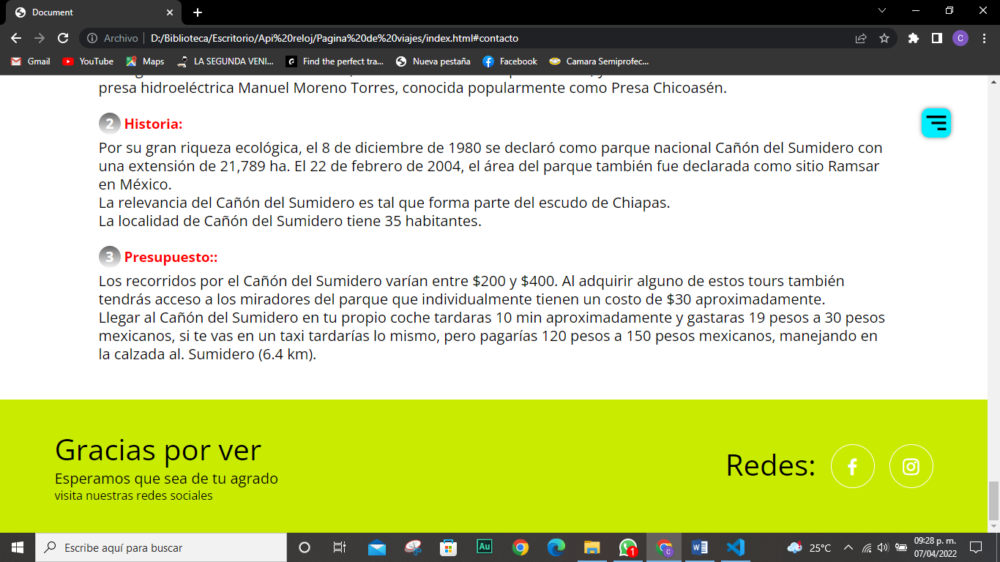 Document
Archivo
D:/Biblioteca/Escritorio/Api%20reloj/Pagina%20de%20viajes/index.html#contacto
C
Gmail
YouTube
Maps
LA SEGUNDA VENI...
Find the perfect tra...
Nueva pestaña
Facebook
Camara Semiprofec...
presa hidroeléctrica Manuel Moreno Torres, conocida popularmente como Presa Chicoasén.
2 Historia:
Por su gran riqueza ecológica, el 8 de diciembre de 1980 se declaró como parque nacional Cañón del Sumidero con
una extensión de 21,789 ha. El 22 de febrero de 2004, el área del parque también fue declarada como sitio Ramsar
en México.
La relevancia del Cañón del Sumidero es tal que forma parte del escudo de Chiapas.
La localidad de Cañón del Sumidero tiene 35 habitantes.
3 Presupuesto::
Los recorridos por el Cañón del Sumidero varían entre $200 y $400. Al adquirir alguno de estos tours también
tendrás acceso a los miradores del parque que individualmente tienen un costo de $30 aproximadamente.
Llegar al Cañón del Sumidero en tu propio coche tardaras 10 min aproximadamente y gastaras 19 pesos a 30 pesos
mexicanos, si te vas en un taxi tardarías lo mismo, pero pagarías 120 pesos a 150 pesos mexicanos, manejando en
la calzada al. Sumidero (6.4 km).
Gracias por ver
Esperamos que sea de tu agrado
visita nuestras redes sociales
Redes:
Escribe aquí para buscar
Au
1
C
25°C
09:28 p. m.
07/04/2022